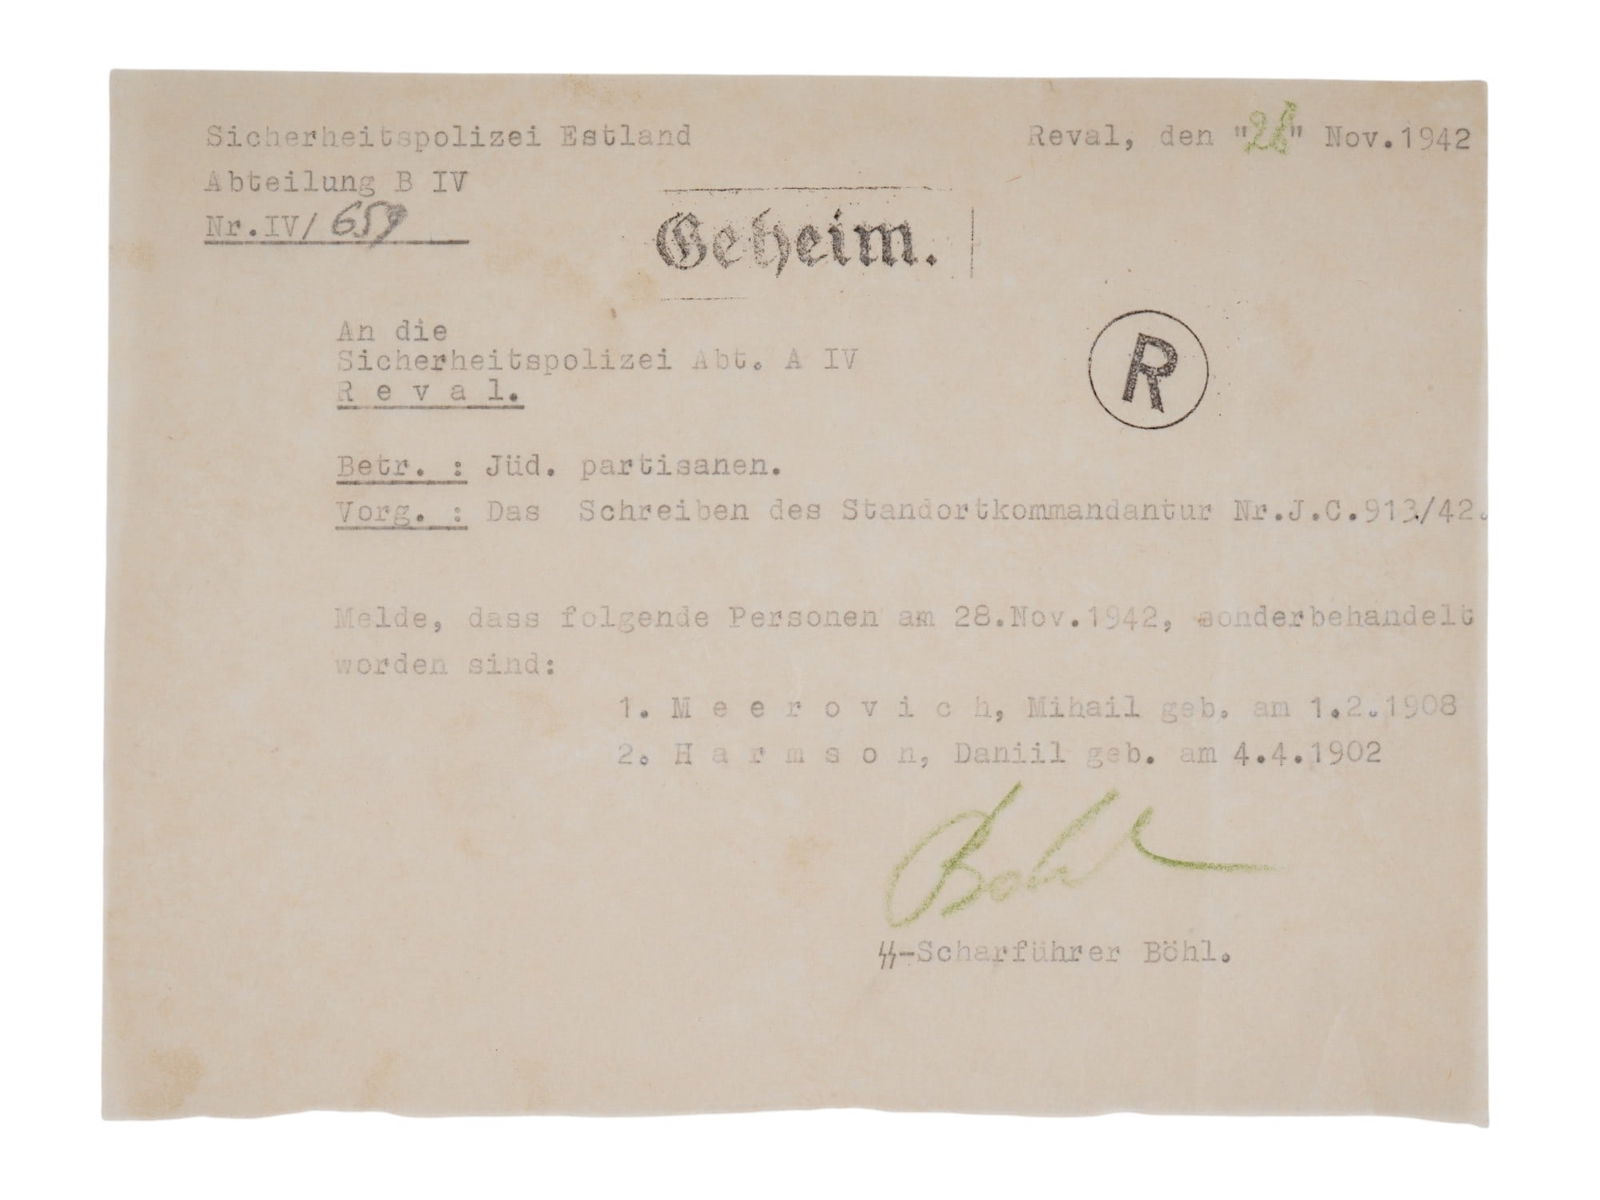 Sicherheitspolizei Estland
Reval, den "28" Nov.1942
Abteilung B IV
Nr.IV/ 659
Geheim.
An die
Sicherheitspolizei Abt. A IV
R e v a l.
R
Betr. : Jüd. partisanen.
Vorg. : Das Schreiben des Standortkommandantur Nr.J.C.913/42.
Melde, dass folgende Personen am 28.Nov.1942, sonderbehandelt
worden sind:
1. M e e r o v i c h, Mihail geb. am 1.2.1908
2. H a r m s o n, Daniil geb. am 4.4.1902
Böhl
ᛋᛋ-Scharführer Böhl.